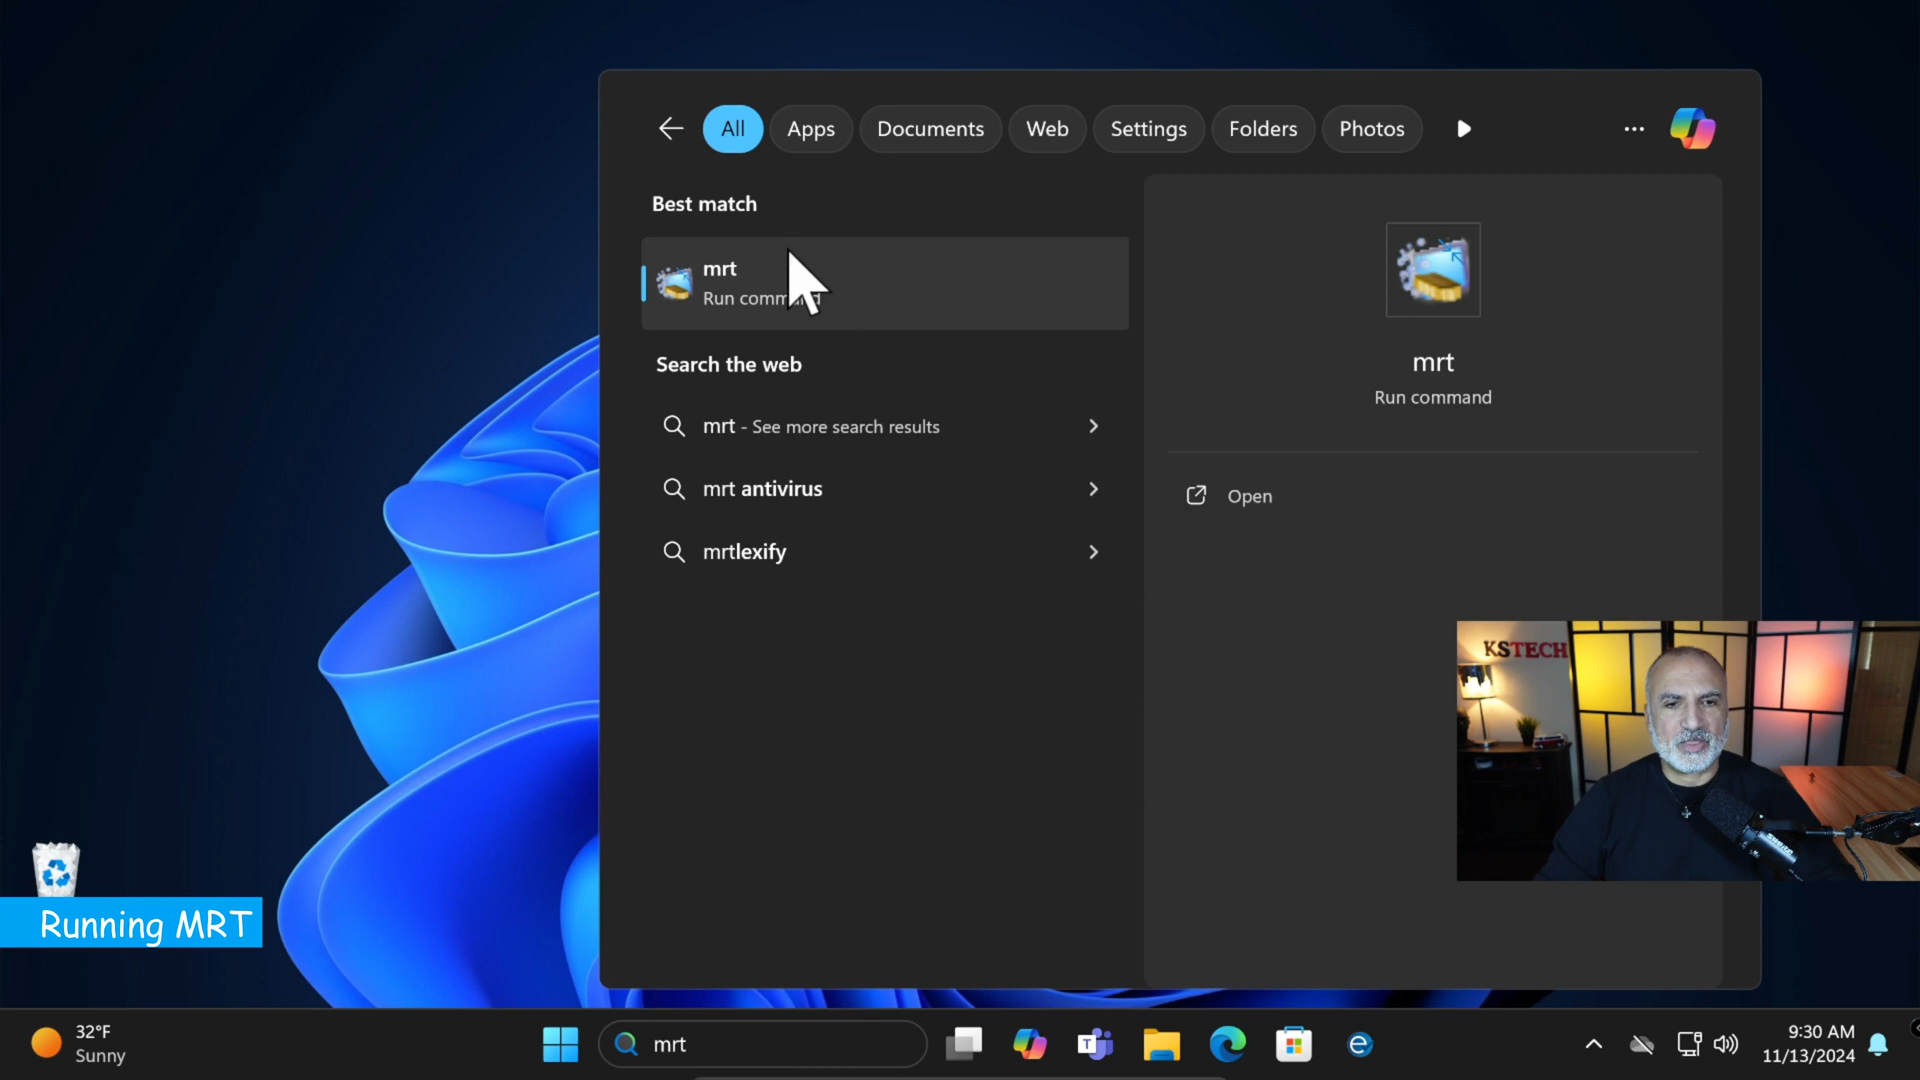 All
Apps
Documents
Web
Settings
Folders
Photos
Best match
mrt
Run command
Search the web
mrt - See more search results
mrt antivirus
mrtlexify
mrt
Run command
Open
KSTECH
Running MRT
32°F
Sunny
mrt
9:30 AM
11/13/2024